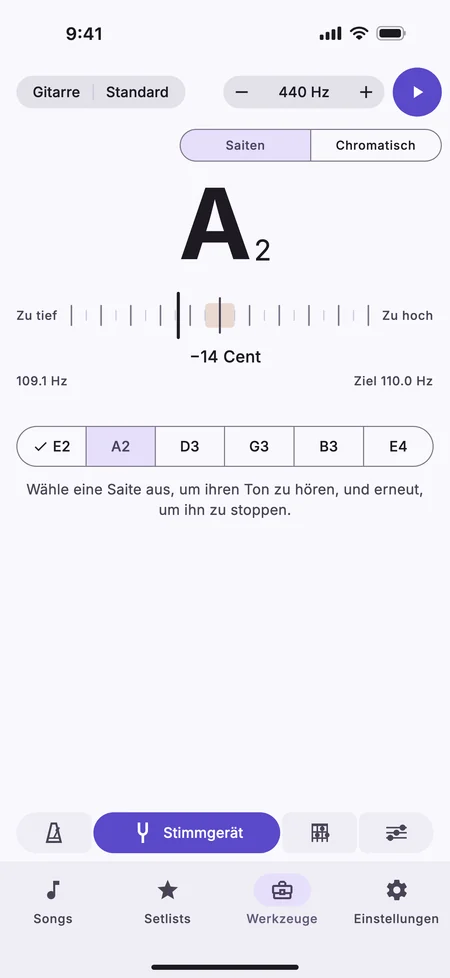 9:41
Gitarre Standard
− 440 Hz +
Saiten Chromatisch
A2
Zu tief Zu hoch
−14 Cent
109.1 Hz Ziel 110.0 Hz
✓ E2 A2 D3 G3 B3 E4
Wähle eine Saite aus, um ihren Ton zu hören, und erneut,
um ihn zu stoppen.
Stimmgerät
Songs Setlists Werkzeuge Einstellungen